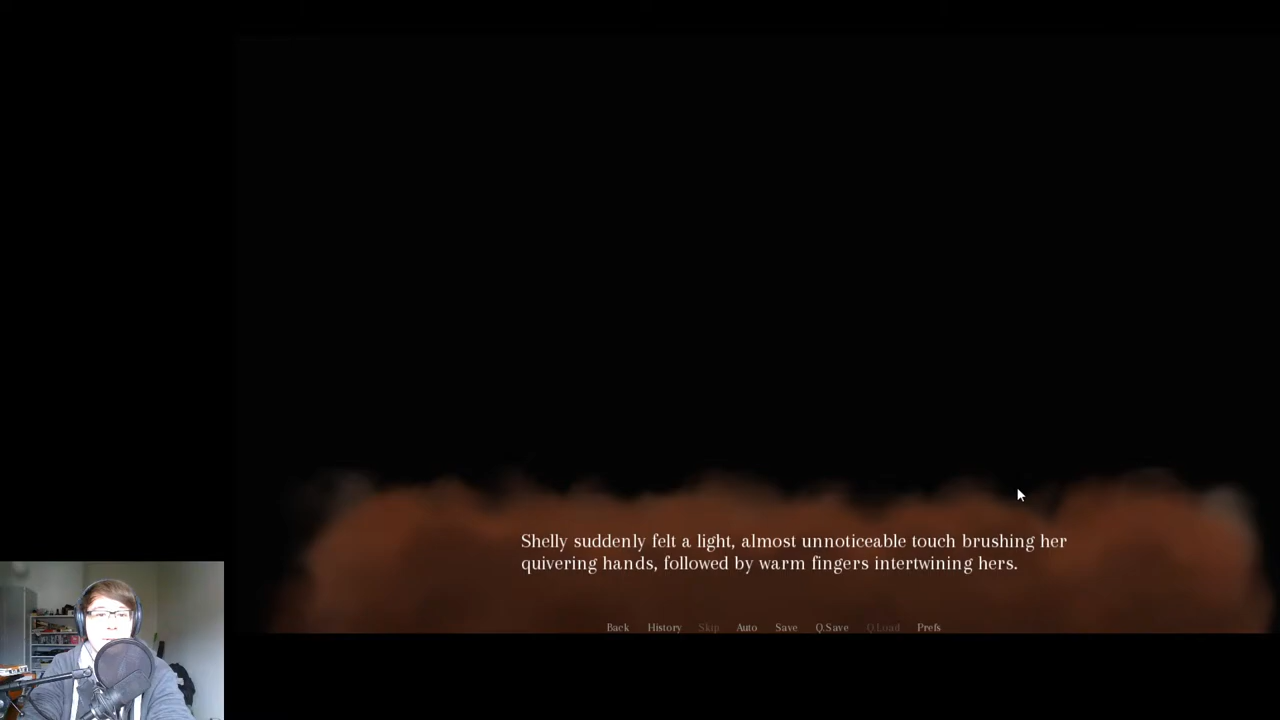 Shelly suddenly felt a light, almost unnoticeable touch brushing her
quivering hands, followed by warm fingers intertwining hers.
Back History Skip Auto Save Q.Save Q.Load Prefs